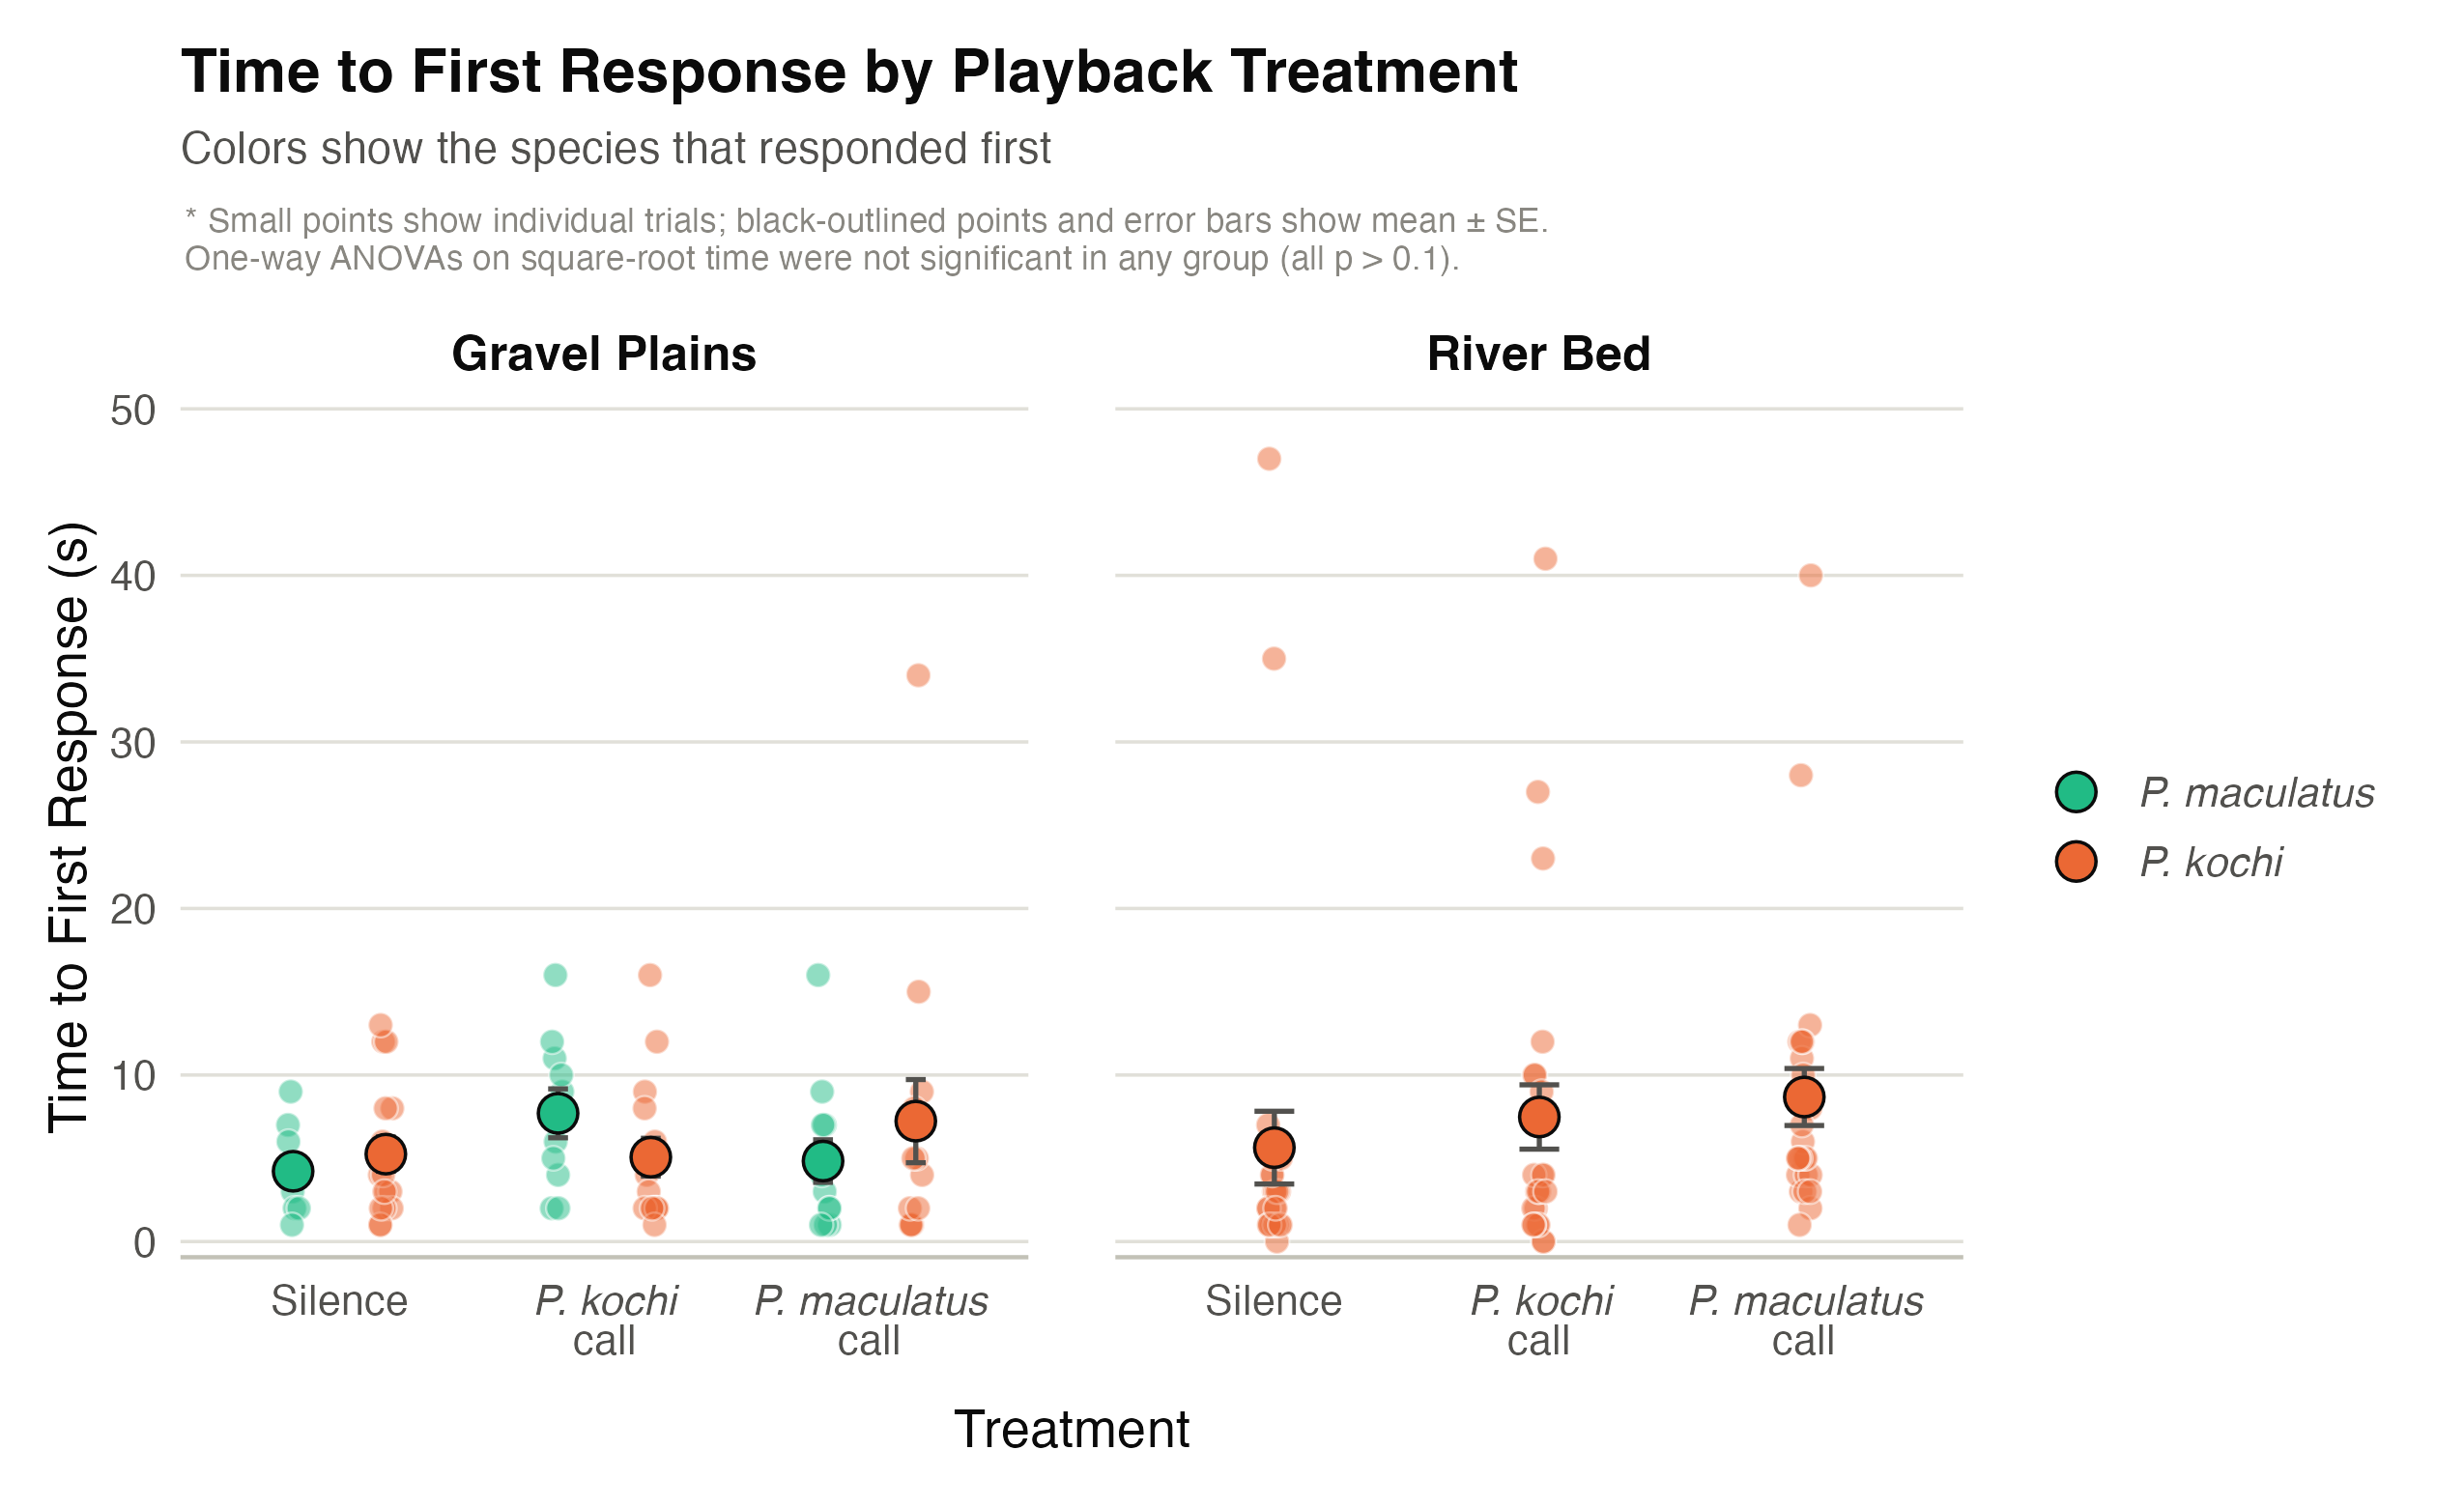 Time to First Response by Playback Treatment
Colors show the species that responded first
* Small points show individual trials; black-outlined points and error bars show mean ± SE.
One-way ANOVAs on square-root time were not significant in any group (all p > 0.1).
Gravel Plains
River Bed
Time to First Response (s)
50
40
30
20
10
0
P. maculatus
P. kochi
Silence
P. kochi
call
P. maculatus
call
Silence
P. kochi
call
P. maculatus
call
Treatment